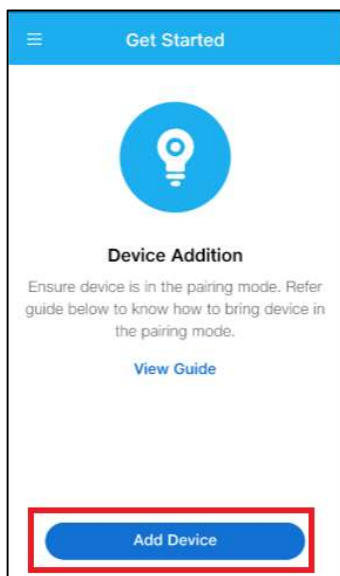 Get Started
Device Addition
Ensure device is in the pairing mode. Refer
guide below to know how to bring device in
the pairing mode.
View Guide
Add Device